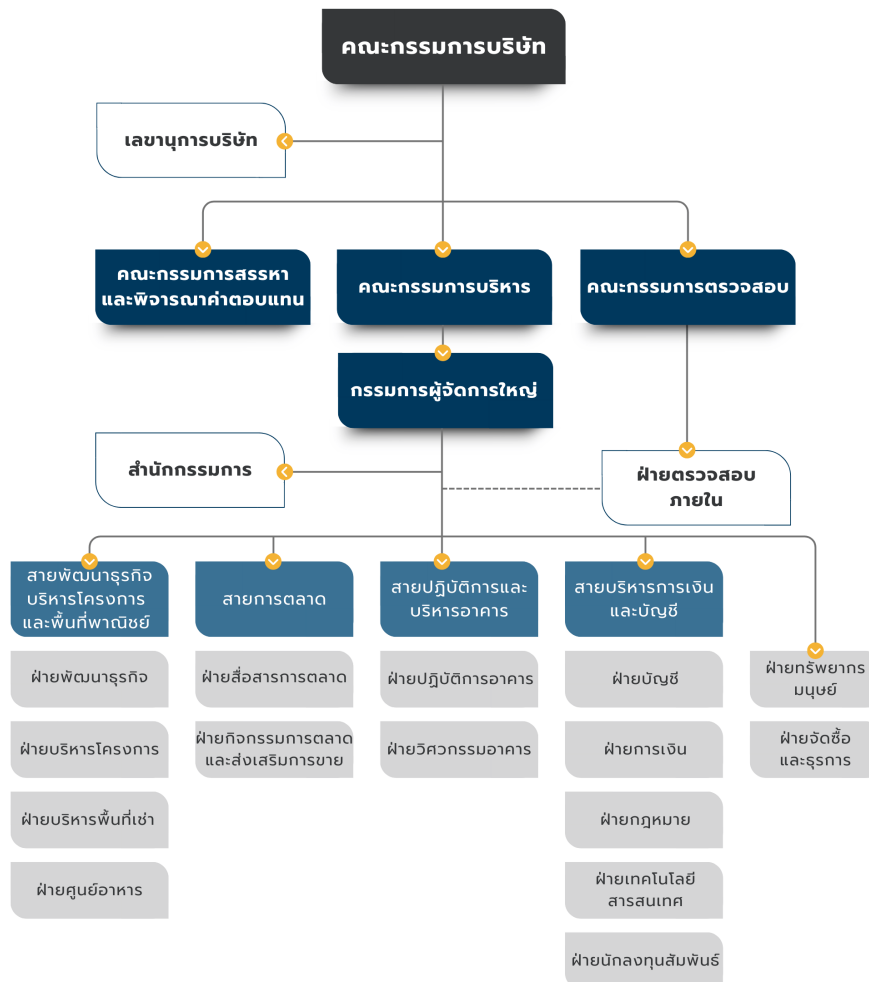 คณะกรรมการบริษัท
เลขานุการบริษัท
คณะกรรมการสรรหา
และพิจารณาค่าตอบแทน
คณะกรรมการบริหาร
คณะกรรมการตรวจสอบ
กรรมการผู้จัดการใหญ่
สำนักกรรมการ
ฝ่ายตรวจสอบ
ภายใน
สายพัฒนาธุรกิจ
บริหารโครงการ
และพื้นที่พาณิชย์
สายการตลาด
สายปฏิบัติการและ
บริหารอาคาร
สายบริหารการเงิน
และบัญชี
ฝ่ายพัฒนาธุรกิจ
ฝ่ายสื่อสารการตลาด
ฝ่ายปฏิบัติการอาคาร
ฝ่ายบัญชี
ฝ่ายทรัพยากร
มนุษย์
ฝ่ายบริหารโครงการ
ฝ่ายกิจกรรมการตลาด
และส่งเสริมการขาย
ฝ่ายวิศวกรรมอาคาร
ฝ่ายการเงิน
ฝ่ายจัดซื้อ
และธุรการ
ฝ่ายบริหารพื้นที่เช่า
ฝ่ายกฎหมาย
ฝ่ายศูนย์อาหาร
ฝ่ายเทคโนโลยี
สารสนเทศ
ฝ่ายนักลงทุนสัมพันธ์